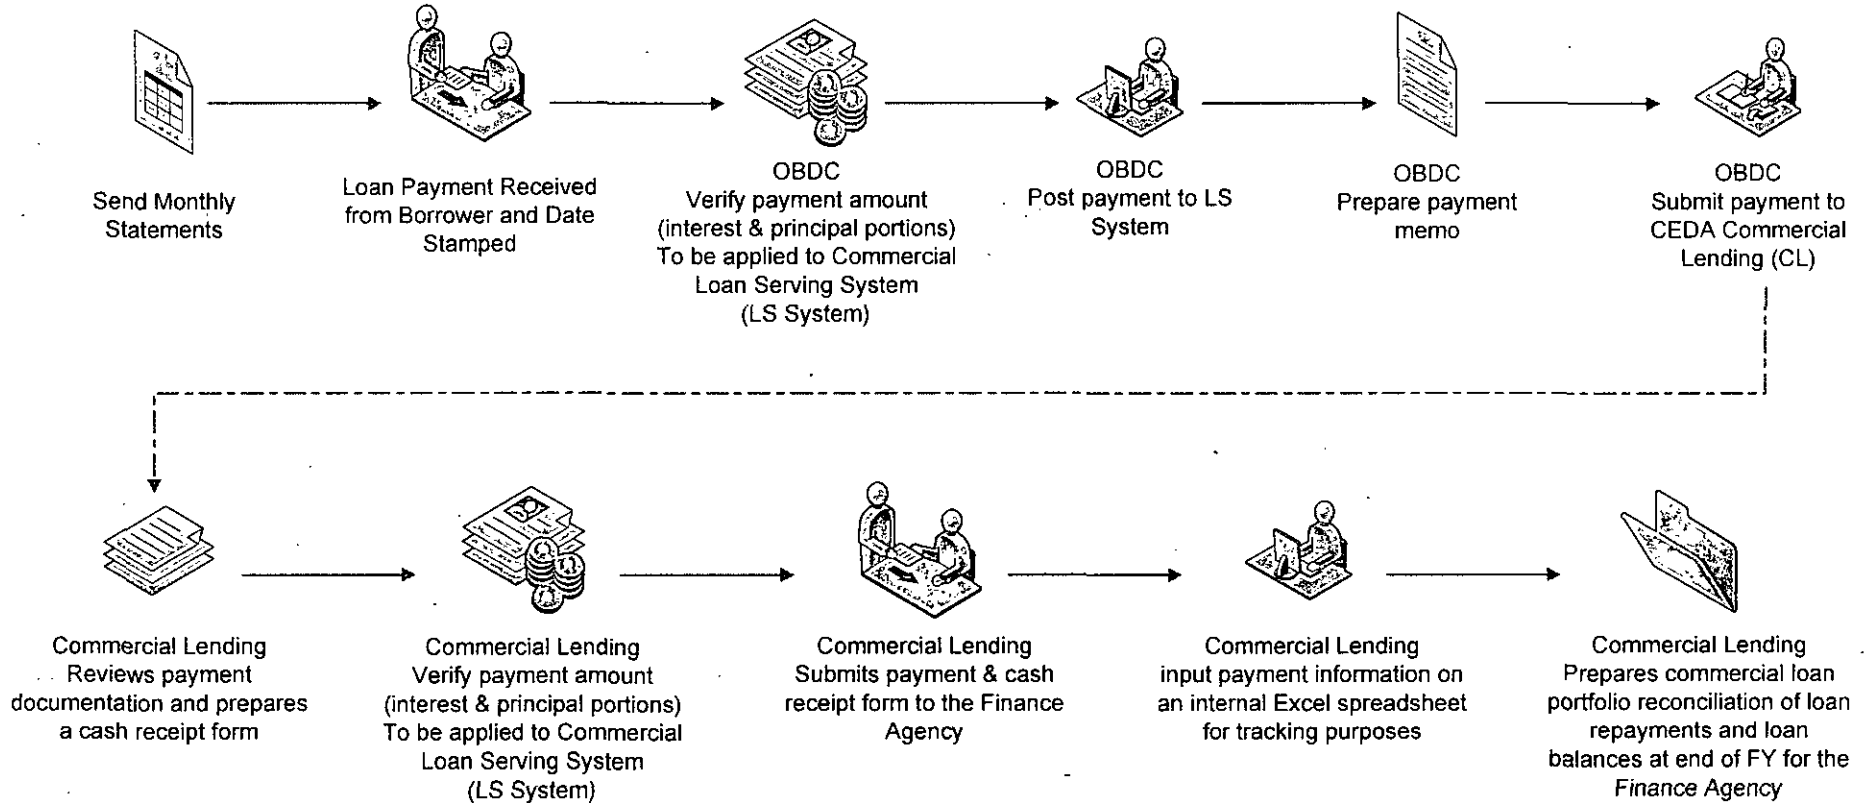 Send Monthly
Statements
Loan Payment Received
from Borrower and Date
Stamped
OBDC
Verify payment amount
(interest & principal portions)
To be applied to Commercial
Loan Serving System
(LS System)
OBDC
Post payment to LS
System
OBDC
Prepare payment
memo
OBDC
Submit payment to
CEDA Commercial
Lending (CL)
Commercial Lending
Reviews payment
documentation and prepares
a cash receipt form
Commercial Lending
Verify payment amount
(interest & principal portions)
To be applied to Commercial
Loan Serving System
(LS System)
Commercial Lending
Submits payment & cash
receipt form to the Finance
Agency
Commercial Lending
input payment information on
an internal Excel spreadsheet
for tracking purposes
Commercial Lending
Prepares commercial loan
portfolio reconciliation of loan
repayments and loan
balances at end of FY for the
Finance Agency